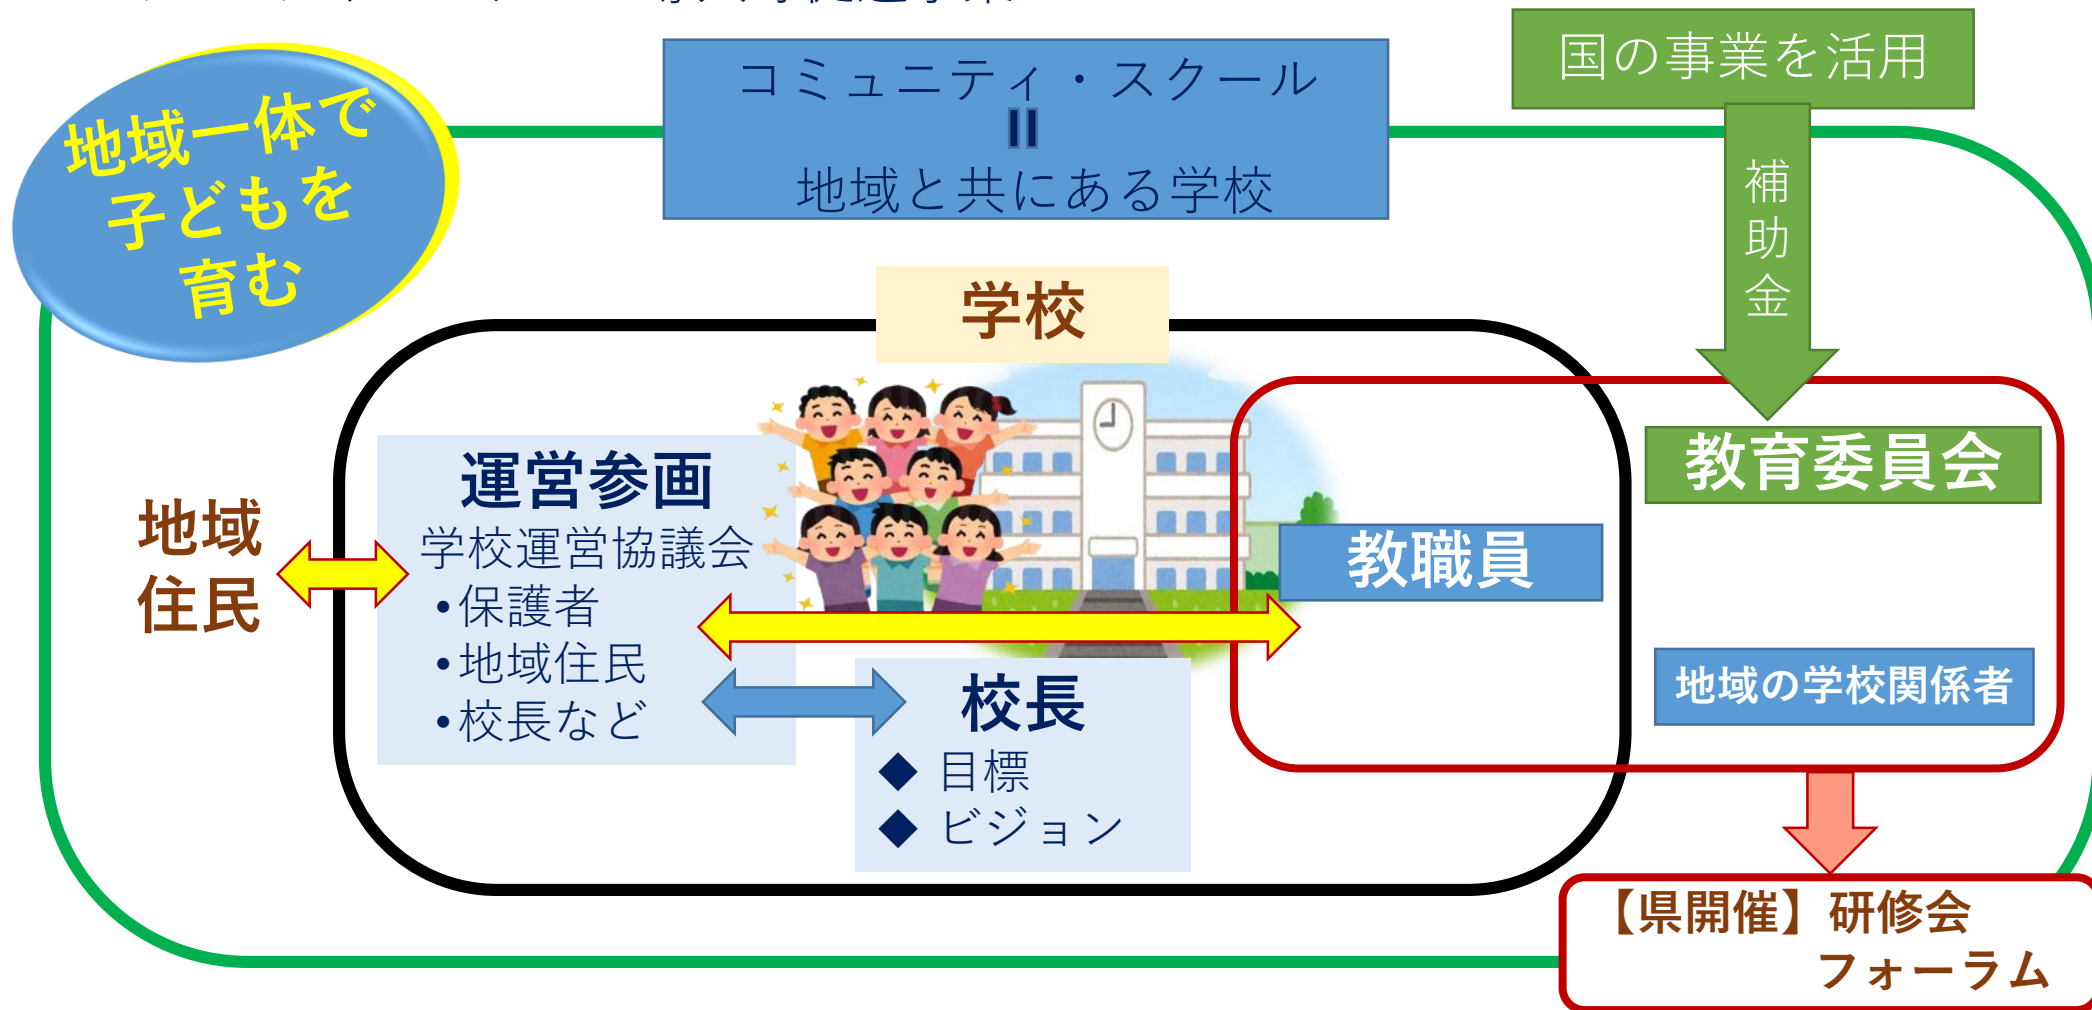 国の事業を活用
コミュニティ・スクール
=
地域と共にある学校
地域一体で
子どもを
育む
補
助
金
学校
教育委員会
運営参画
学校運営協議会
•保護者
•地域住民
•校長など
地域
住民
教職員
地域の学校関係者
校長
◆ 目標
◆ ビジョン
【県開催】研修会
フォーラム